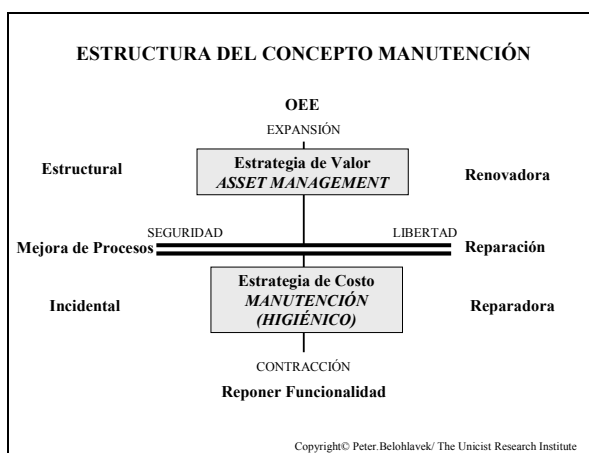 ESTRUCTURA DEL CONCEPTO MANUTENCIÓN
OEE
EXPANSIÓN
Estructural
Estrategia de Valor
ASSET MANAGEMENT
Renovadora
SEGURIDAD
LIBERTAD
Mejora de Procesos
Reparación
Incidental
Estrategia de Costo
MANUTENCIÓN
(HIGIÉNICO)
Reparadora
CONTRACCIÓN
Reponer Funcionalidad
Copyright© Peter.Belohlavek/ The Unicist Research Institute